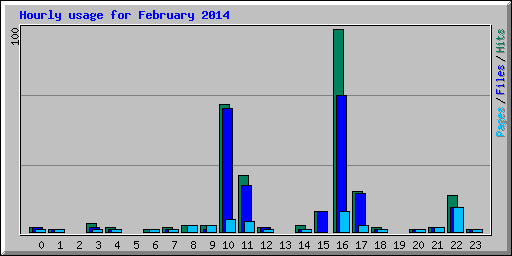 Hourly usage for February 2014
100
Pages/Files/Hits
0 1 2 3 4 5 6 7 8 9 10 11 12 13 14 15 16 17 18 19 20 21 22 23